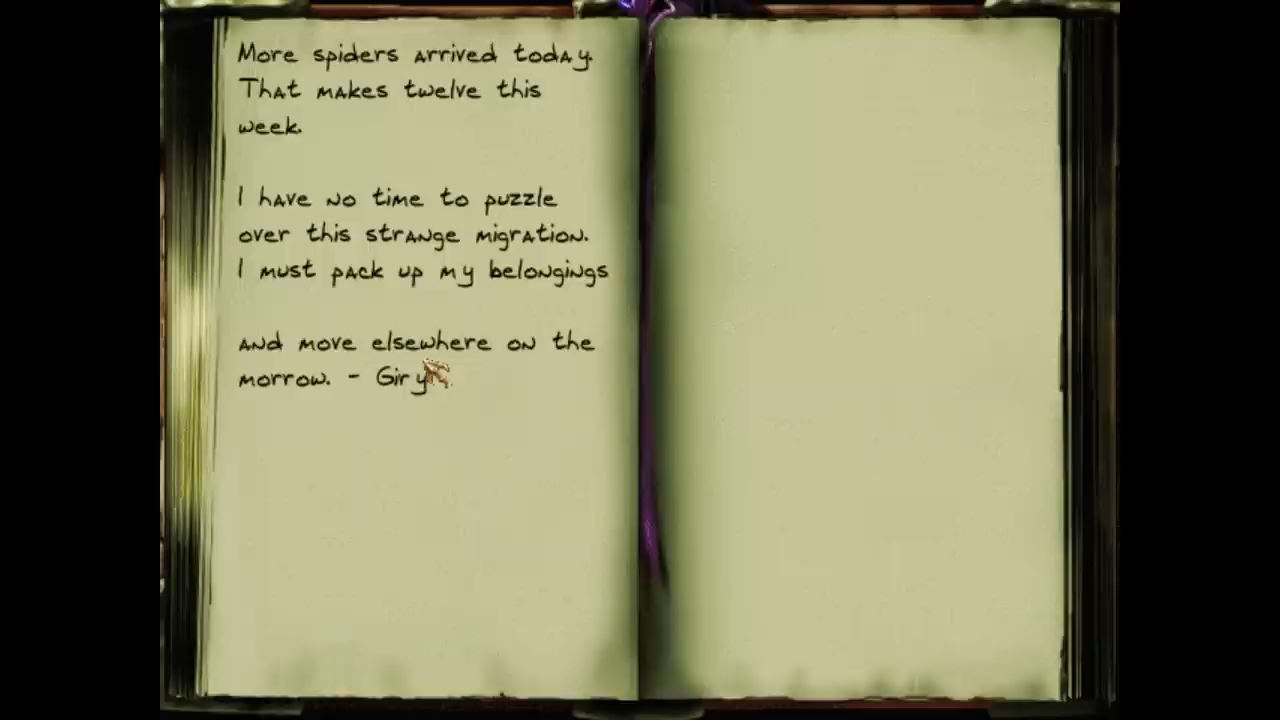 More spiders arrived today.
That makes twelve this
week.
I have no time to puzzle
over this strange migration.
I must pack up my belongings
and move elsewhere on the
morrow. - Giry